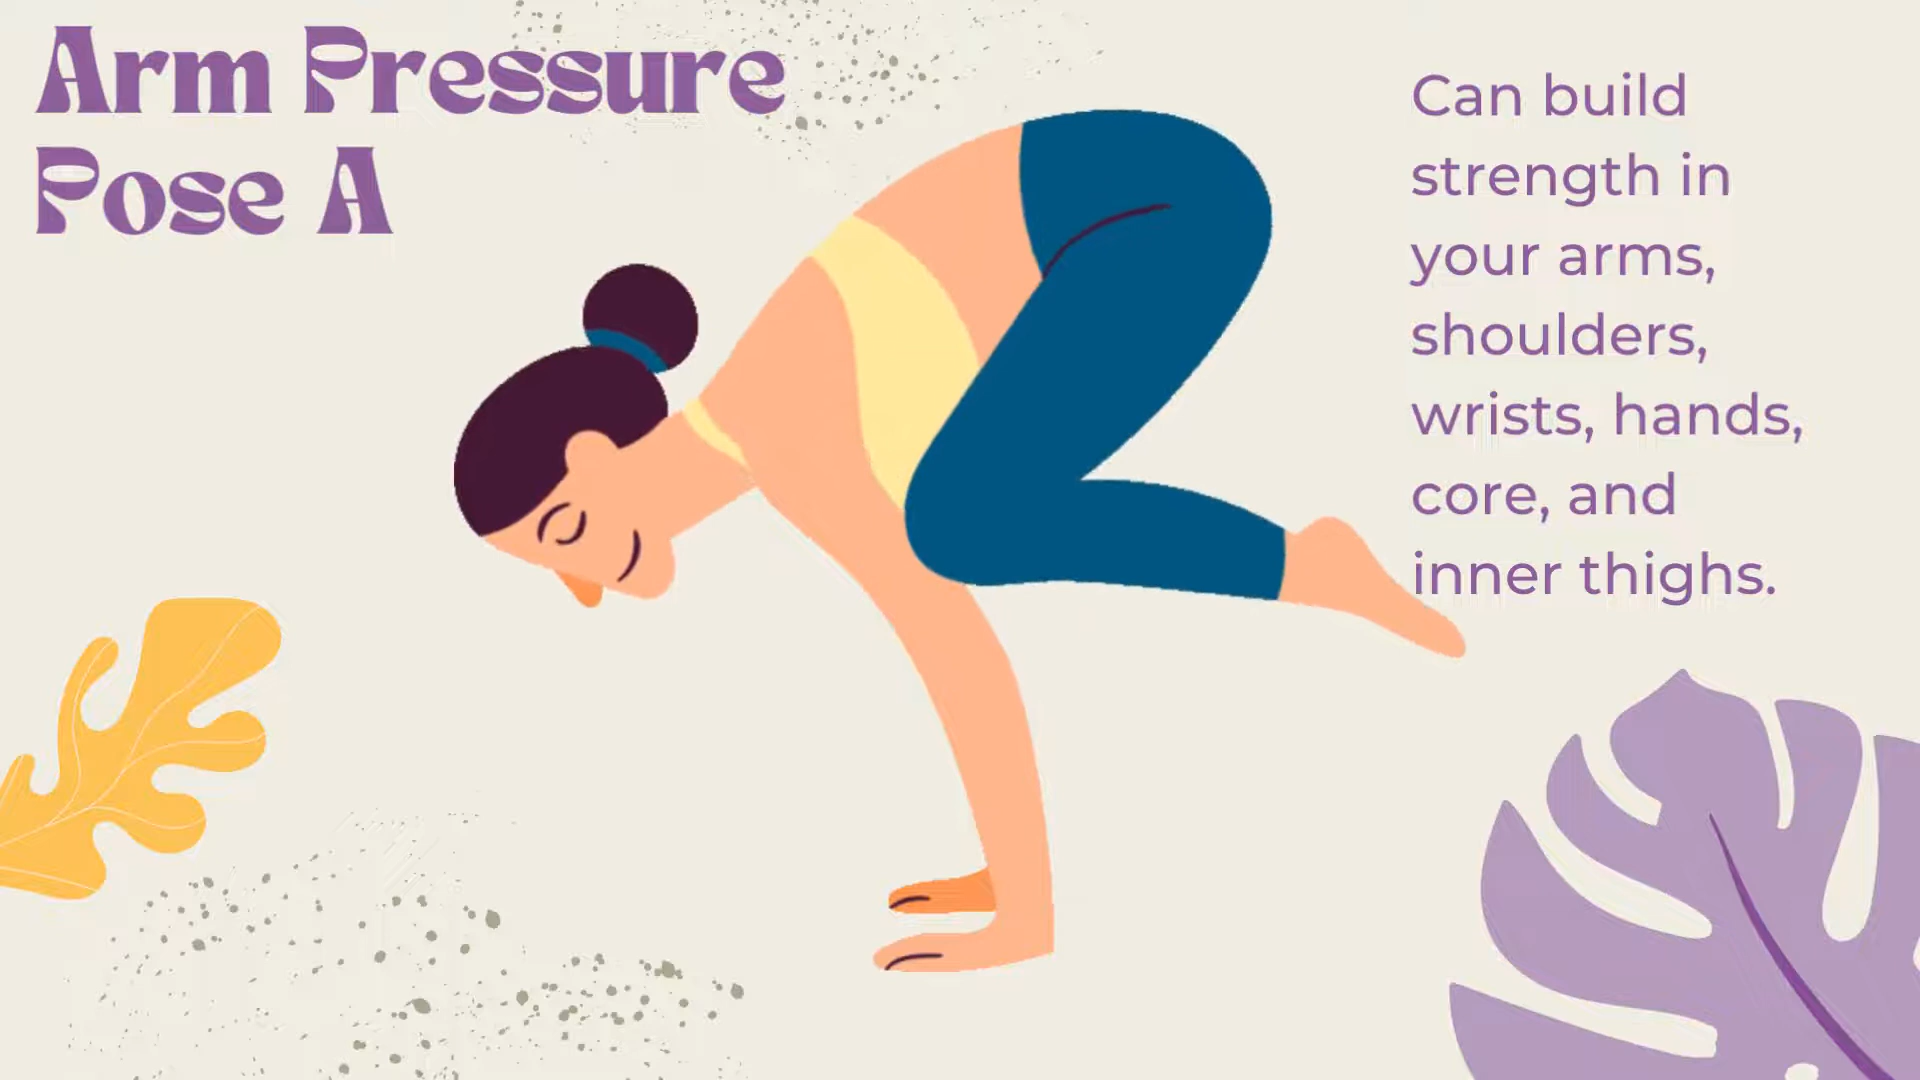 Arm Pressure
Pose A
Can build
strength in
your arms,
shoulders,
wrists, hands,
core, and
inner thighs.